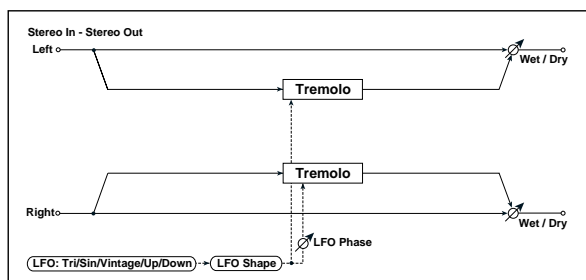 Stereo In - Stereo Out
Left
Wet / Dry
Tremolo
Tremolo
Right
Wet / Dry
LFO Phase
LFO: Tri/Sin/Vintage/Up/Down
LFO Shape